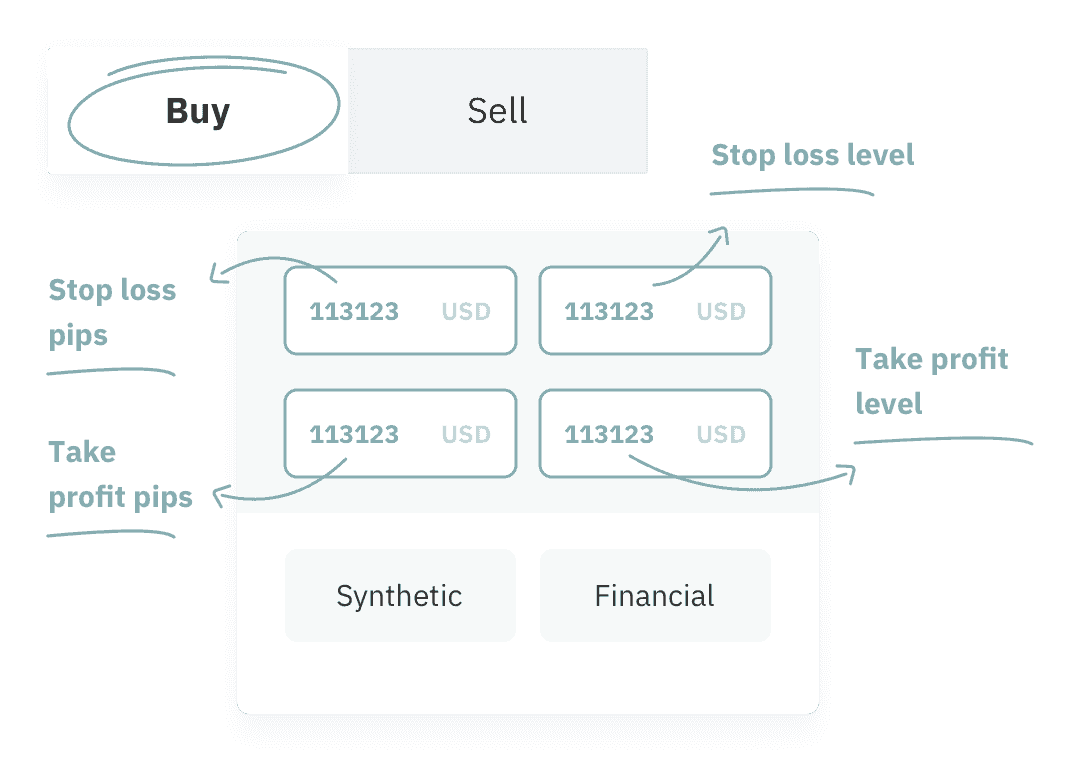 Buy
Sell
Stop loss level
Stop loss
pips
113123 USD
113123 USD
Take profit
level
Take
profit pips
113123 USD
113123 USD
Synthetic
Financial